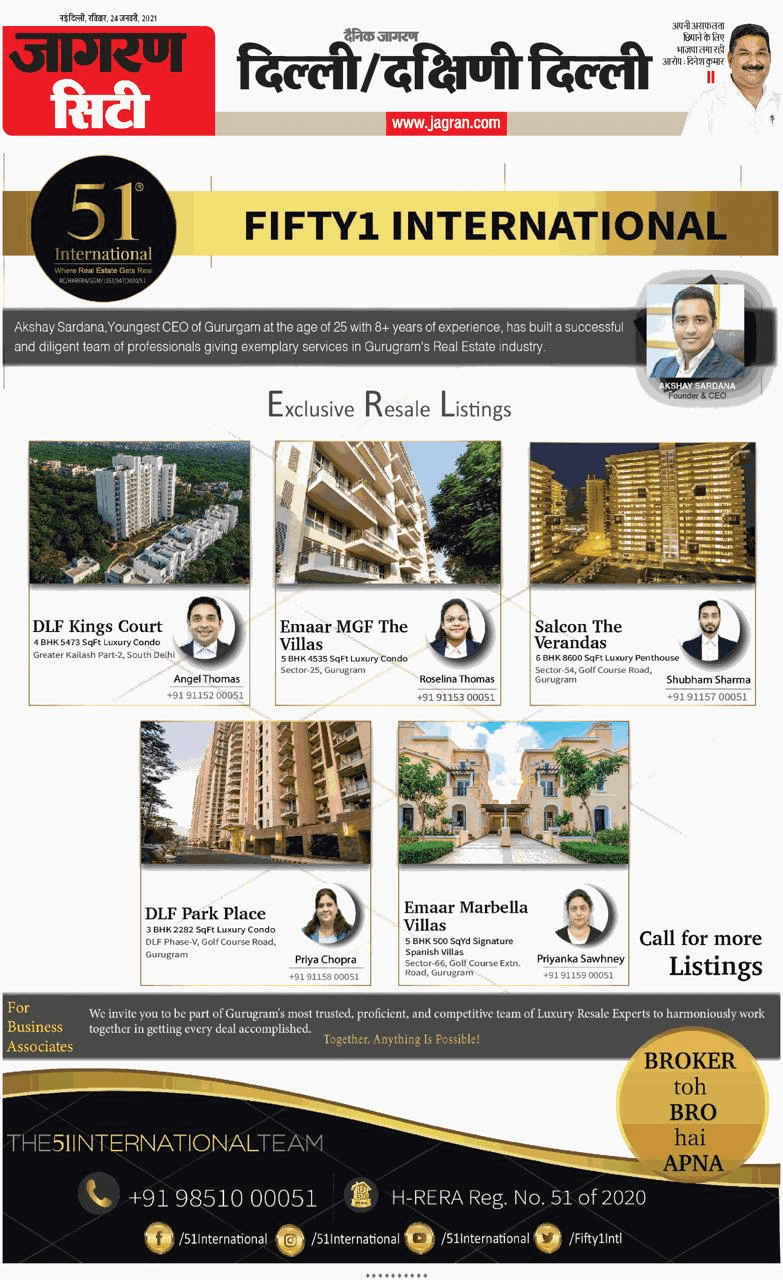 नई दिल्ली, रविवार, 24 जनवरी, 2021
जागरण
सिटी
दैनिक जागरण
दिल्ली/दक्षिणी दिल्ली
www.jagran.com
अपनी असफलता
छिपाने के लिए
भाजपा लगा रही
आरोप : दिनेश कुमार
II
51®
International
Where Real Estate Gets Real
RC/HARERA/GGM/1352/947/2020/51
FIFTY1 INTERNATIONAL
Akshay Sardana,Youngest CEO of Gururgam at the age of 25 with 8+ years of experience, has built a successful
and diligent team of professionals giving exemplary services in Gurugram's Real Estate industry.
AKSHAY SARDANA
Founder & CEO
Exclusive Resale Listings
DLF Kings Court
4 BHK 5473 SqFt Luxury Condo
Greater Kailash Part-2, South Delhi
Angel Thomas
+91 91152 00051
Emaar MGF The
Villas
5 BHK 4535 SqFt Luxury Condo
Sector-25, Gurugram
Roselina Thomas
+91 91153 00051
Salcon The
Verandas
6 BHK 8600 SqFt Luxury Penthouse
Sector-54, Golf Course Road,
Gurugram
Shubham Sharma
+91 91157 00051
DLF Park Place
3 BHK 2282 SqFt Luxury Condo
DLF Phase-V, Golf Course Road,
Gurugram
Priya Chopra
+91 91158 00051
Emaar Marbella
Villas
5 BHK 500 SqYd Signature
Spanish Villas
Sector-66, Golf Course Extn.
Road, Gurugram
Priyanka Sawhney
+91 91159 00051
Call for more
Listings
For
Business
Associates
We invite you to be part of Gurugram's most trusted, proficient, and competitive team of Luxury Resale Experts to harmoniously work
together in getting every deal accomplished.
Together, Anything Is Possible!
BROKER
toh
BRO
hai
APNA
THE51INTERNATIONALTEAM
+91 98510 00051
REAL ESTATE
RERA
H-RERA Reg. No. 51 of 2020
/51International
/51International
/51International
/Fifty1Intl